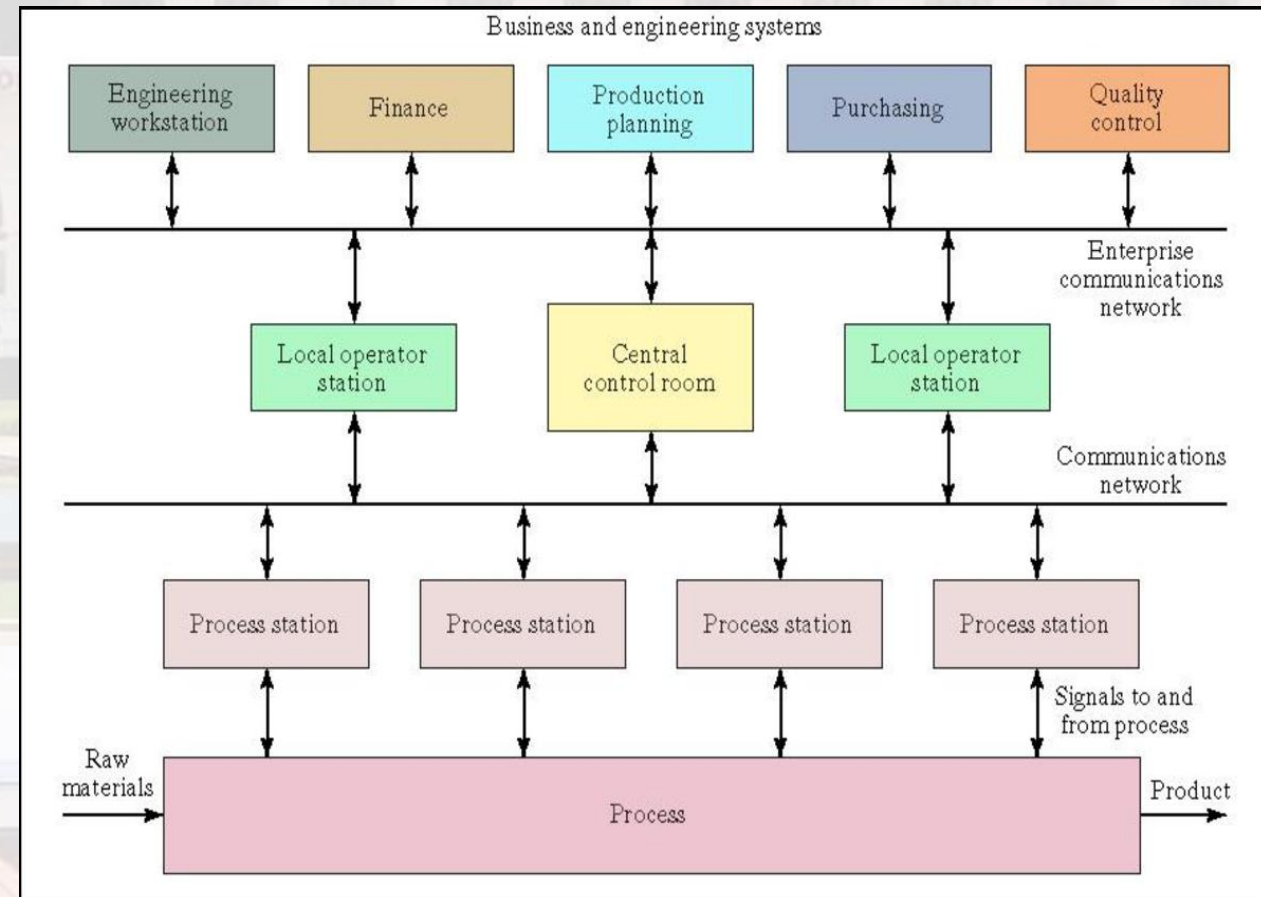 Business and engineering systems
Engineering
workstation
Finance
Production
planning
Purchasing
Quality
control
Enterprise
communications
network
Local operator
station
Central
control room
Local operator
station
Communications
network
Process station
Process station
Process station
Process station
Signals to and
from process
Raw
materials
Process
Product